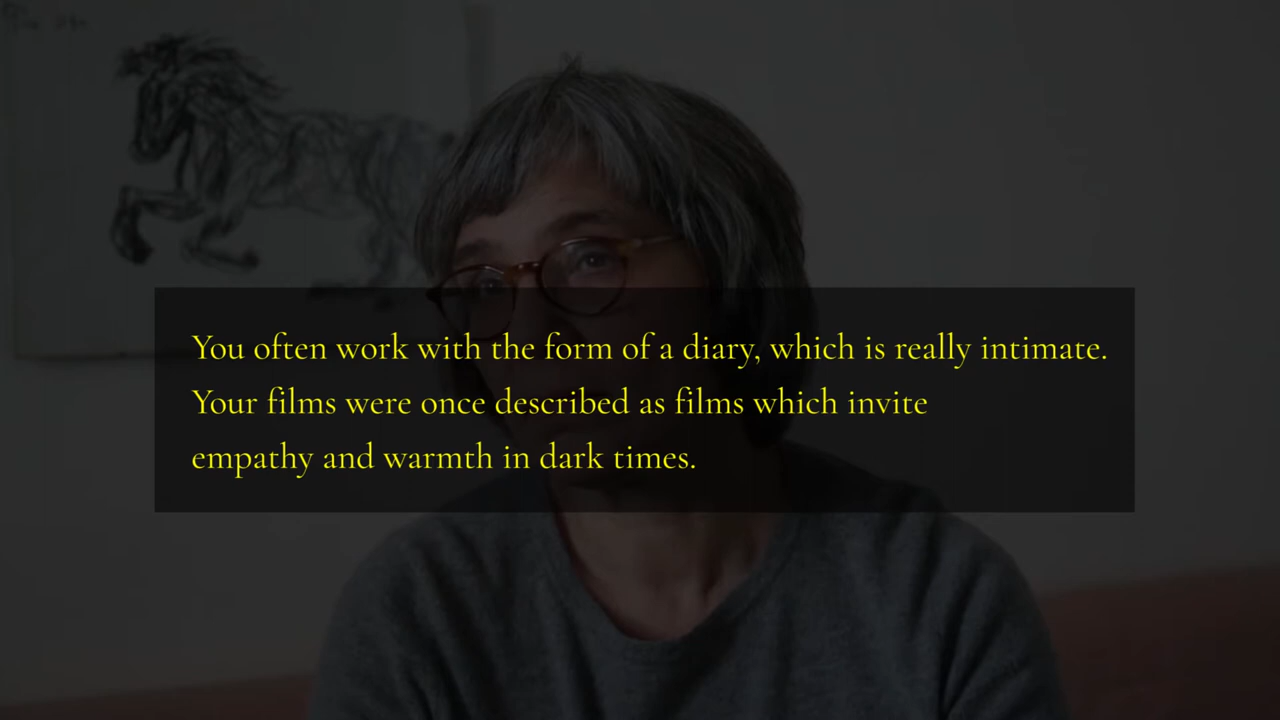 You often work with the form of a diary, which is really intimate.
Your films were once described as films which invite
empathy and warmth in dark times.